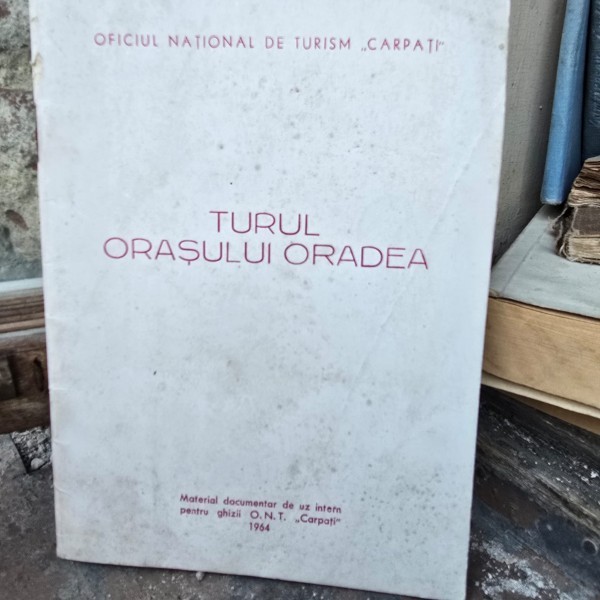 OFICIUL NAȚIONAL DE TURISM „CARPAȚI”
TURUL
ORAȘULUI ORADEA
Material documentar de uz intern
pentru ghizii O.N.T. „Carpați”
1964